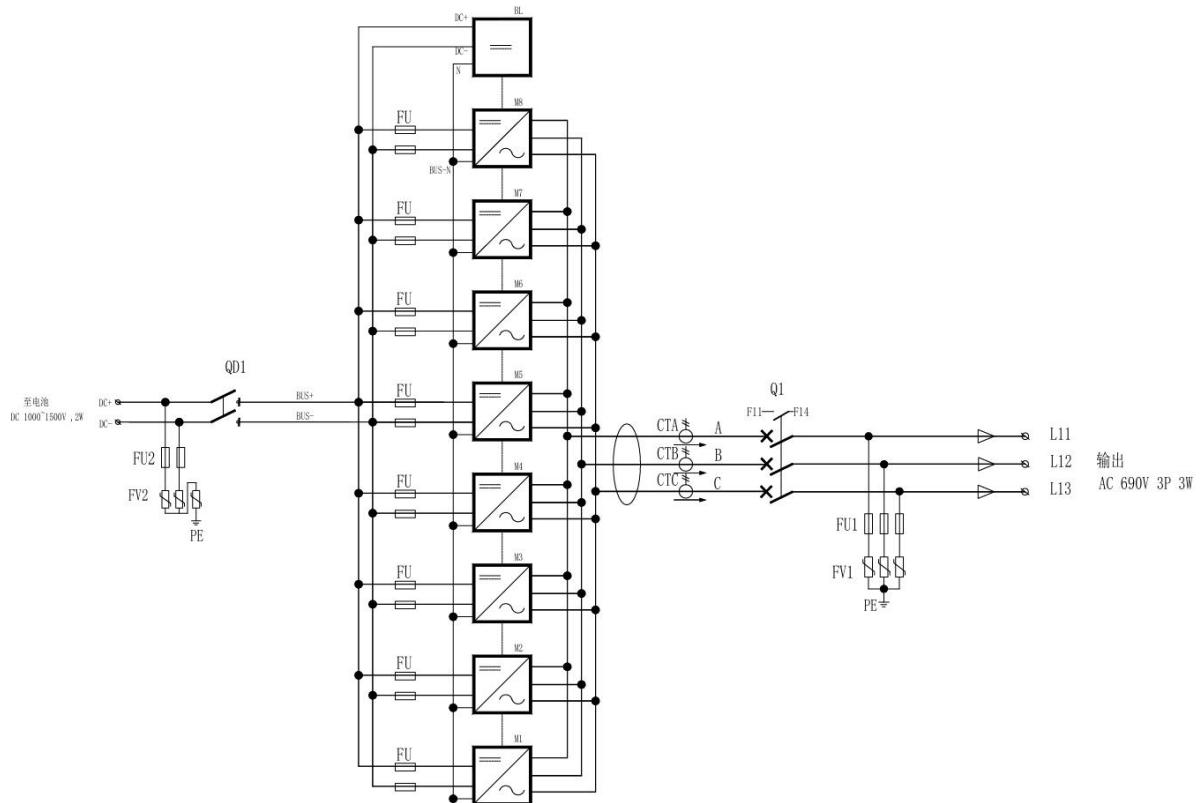 DC+
BL
DC-
N
M8
FU
BUS-N
M7
FU
M6
FU
QD1
M5
至电池
DC+
BUS+
FU
DC 1000~1500V ,2W
DC-
BUS-
Q1
F11
F14
CTA
A
L11
CTB
B
L12
输出
CTC
C
L13
AC 690V 3P 3W
FU2
M4
FV2
FU
PE
FU1
M3
FU
FV1
PE
M2
FU
M1
FU